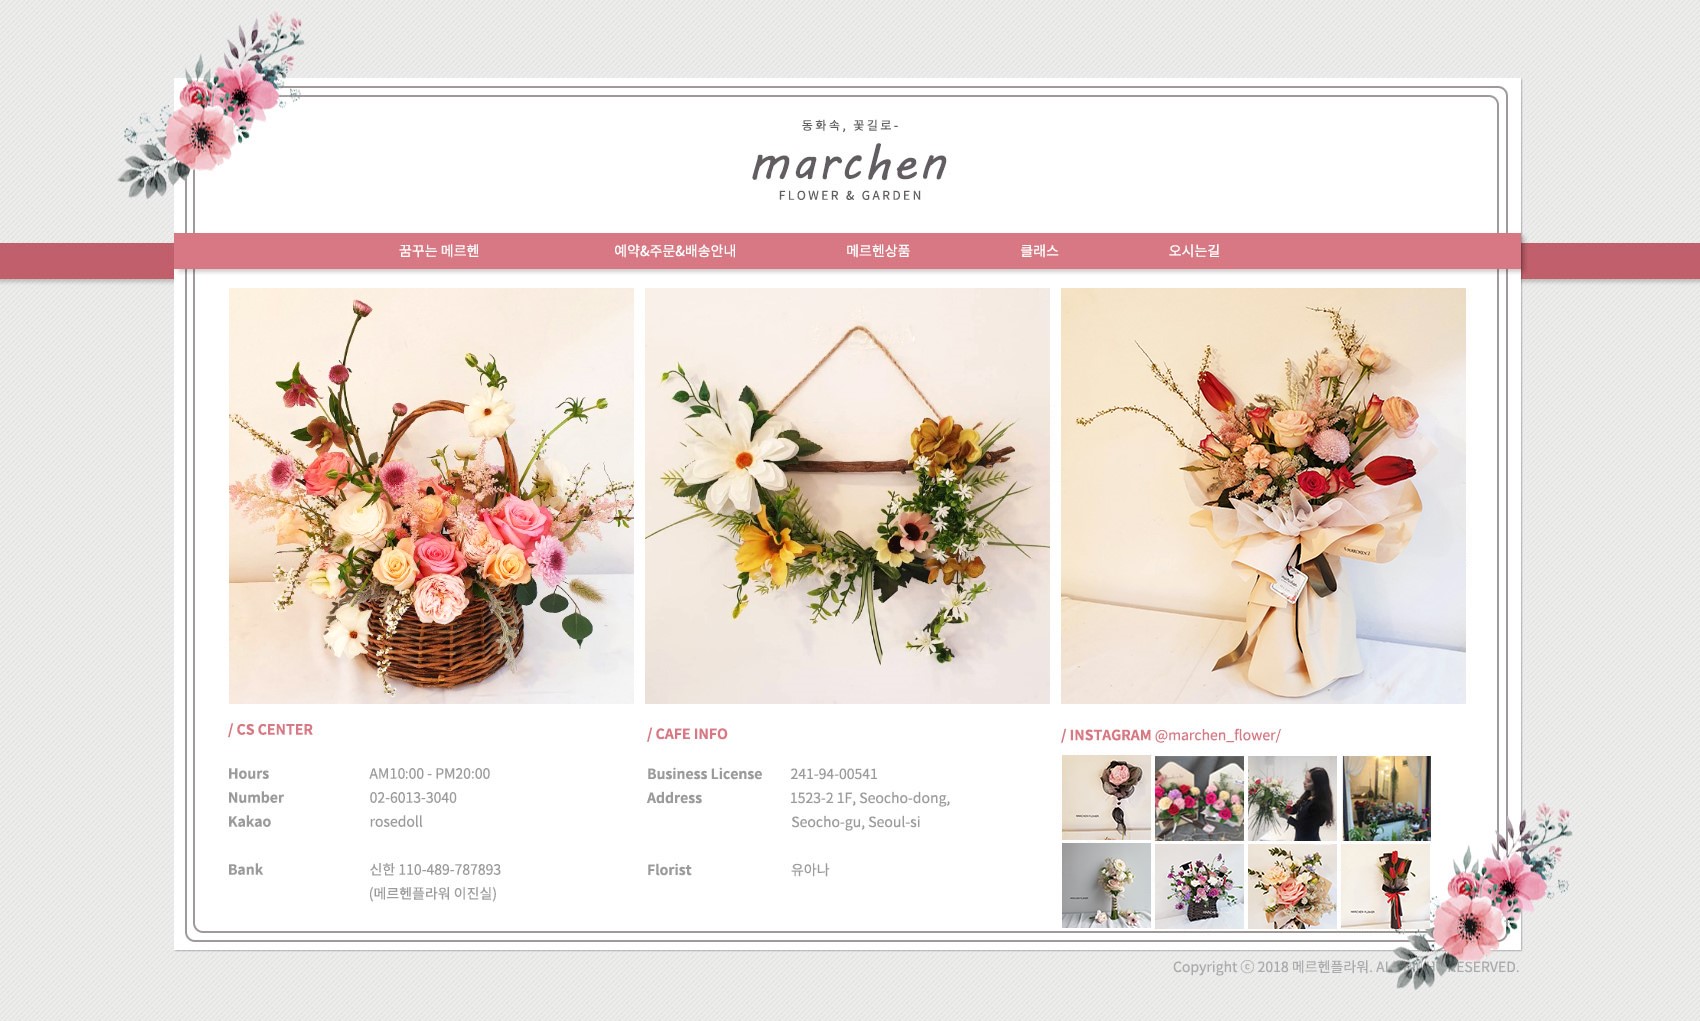 동화속, 꽃길로-
marchen
FLOWER & GARDEN
꿈꾸는 메르헨 예약&주문&배송안내 메르헨상품 클래스 오시는길
/ CS CENTER
Hours AM10:00 - PM20:00
Number 02-6013-3040
Kakao rosedoll
Bank 신한 110-489-787893
(메르헨플라워 이진실)
/ CAFE INFO
Business License 241-94-00541
Address 1523-2 1F, Seocho-dong,
Seocho-gu, Seoul-si
Florist 유아나
/ INSTAGRAM @marchen_flower/
Copyright ⓒ 2018 메르헨플라워. RESERVED.